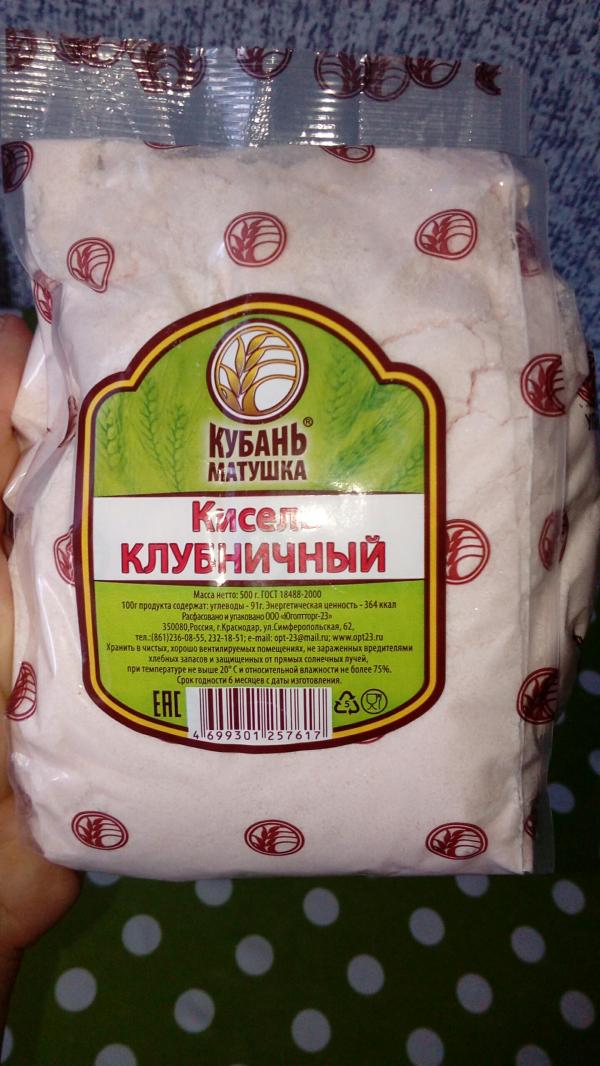 КУБАНЬ®
МАТУШКА
Кисель
КЛУБНИЧНЫЙ
Масса нетто: 500 г. ГОСТ 18488-2000
100г продукта содержат: углеводы - 91г. Энергетическая ценность - 364 ккал
Расфасовано и упаковано ООО «Югоптторг-23»
350080,Россия, г.Краснодар, ул.Симферопольская, 62,
тел.:(861)236-08-55, 232-18-51; e-mail: opt-23@mail.ru; www.opt23.ru
Хранить в чистых, хорошо вентилируемых помещениях, не зараженных вредителями
хлебных запасов и защищенных от прямых солнечных лучей,
при температуре не выше 20° С и относительной влажности не более 75%.
Срок годности 6 месяцев с даты изготовления.
EAC
5
4 699301 257617